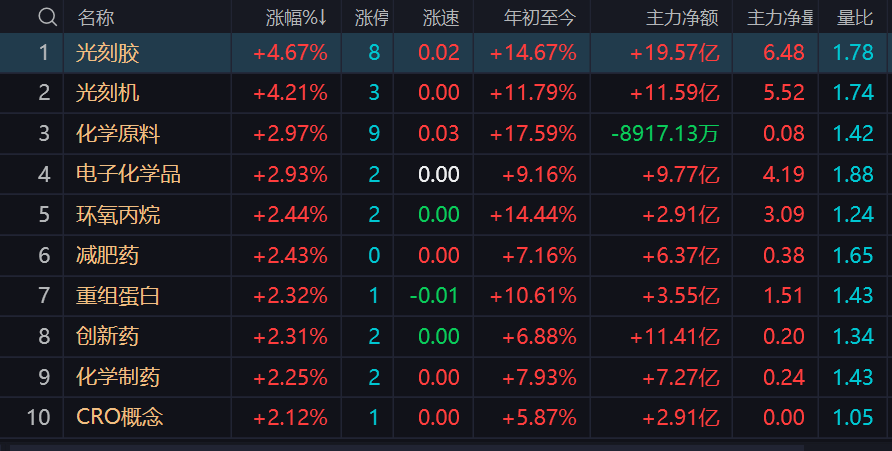 名称 涨幅%↓ 涨停 涨速 年初至今 主力净额 主力净量 量比
1 光刻胶 +4.67% 8 0.02 +14.67% +19.57亿 6.48 1.78
2 光刻机 +4.21% 3 0.00 +11.79% +11.59亿 5.52 1.74
3 化学原料 +2.97% 9 0.03 +17.59% -8917.13万 0.08 1.42
4 电子化学品 +2.93% 2 0.00 +9.16% +9.77亿 4.19 1.88
5 环氧丙烷 +2.44% 2 0.00 +14.44% +2.91亿 3.09 1.24
6 减肥药 +2.43% 0 0.00 +7.16% +6.37亿 0.38 1.65
7 重组蛋白 +2.32% 1 -0.01 +10.61% +3.55亿 1.51 1.43
8 创新药 +2.31% 2 0.00 +6.88% +11.41亿 0.20 1.34
9 化学制药 +2.25% 2 0.00 +7.93% +7.27亿 0.24 1.43
10 CRO概念 +2.12% 1 0.00 +5.87% +2.91亿 0.00 1.05